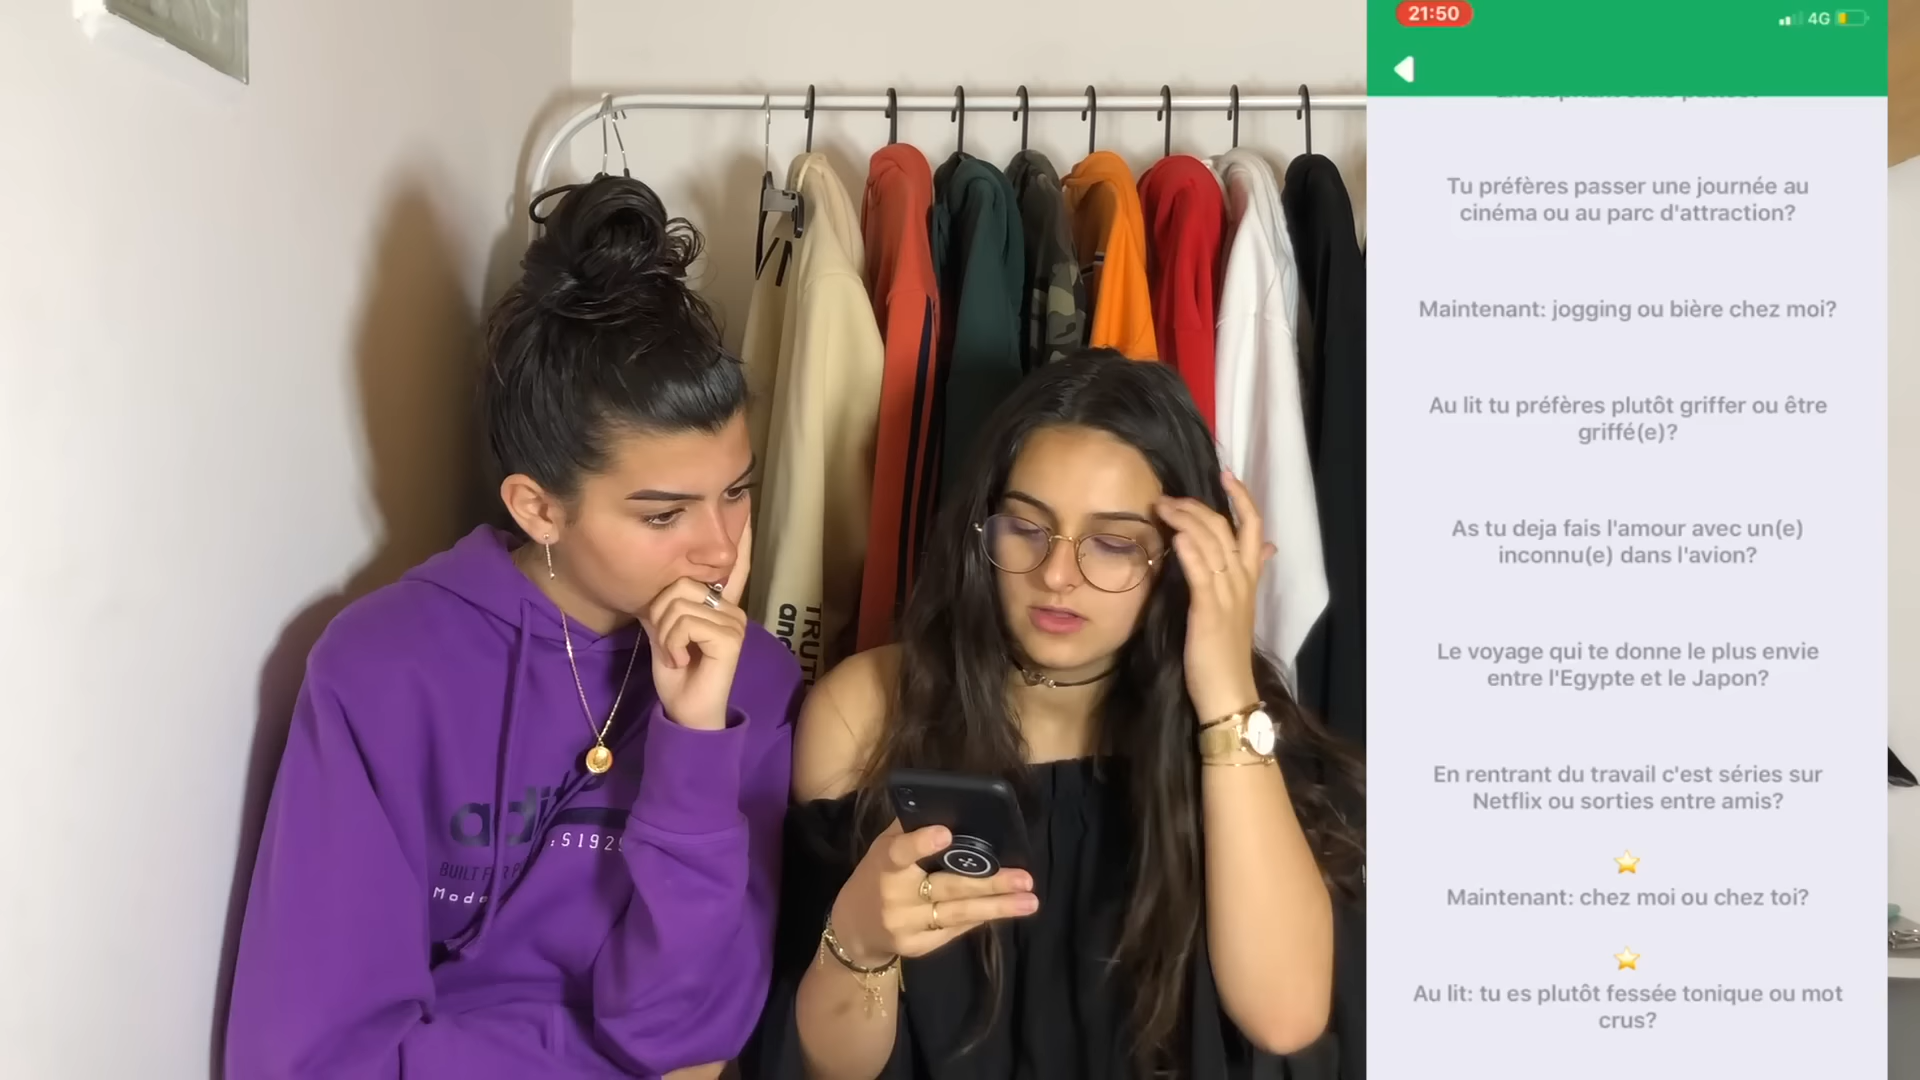 21:50
4G
Tu préfères passer une journée au
cinéma ou au parc d'attraction?
Maintenant: jogging ou bière chez moi?
Au lit tu préfères plutôt griffer ou être
griffé(e)?
As tu deja fais l'amour avec un(e)
inconnu(e) dans l'avion?
Le voyage qui te donne le plus envie
entre l'Egypte et le Japon?
En rentrant du travail c'est séries sur
Netflix ou sorties entre amis?
Maintenant: chez moi ou chez toi?
Au lit: tu es plutôt fessée tonique ou mot
crus?
BUILT